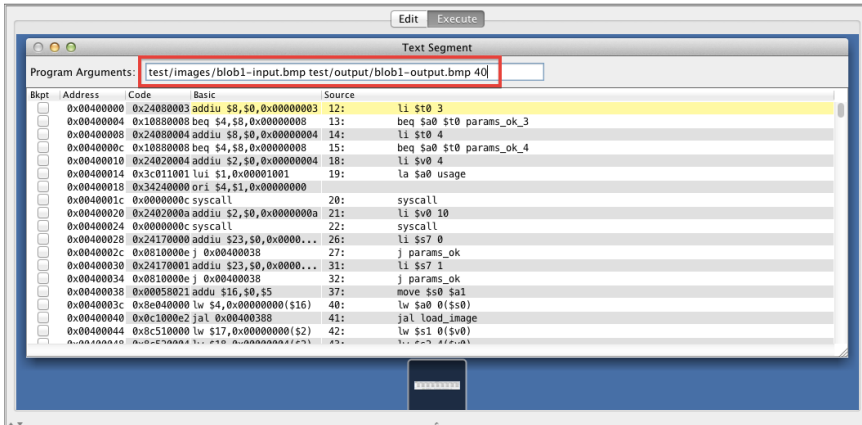 Edit Execute
Text Segment
Program Arguments: test/images/blob1-input.bmp test/output/blob1-output.bmp 40
Bkpt Address Code Basic Source
0x00400000 0x24080003 addiu $8,$0,0x00000003 12: li $t0 3
0x00400004 0x10880008 beq $4,$8,0x00000008 13: beq $a0 $t0 params_ok_3
0x00400008 0x24080004 addiu $8,$0,0x00000004 14: li $t0 4
0x0040000c 0x10880008 beq $4,$8,0x00000008 15: beq $a0 $t0 params_ok_4
0x00400010 0x24020004 addiu $2,$0,0x00000004 18: li $v0 4
0x00400014 0x3c011001 lui $1,0x00001001 19: la $a0 usage
0x00400018 0x34240000 ori $4,$1,0x00000000
0x0040001c 0x0000000c syscall 20: syscall
0x00400020 0x2402000a addiu $2,$0,0x0000000a 21: li $v0 10
0x00400024 0x0000000c syscall 22: syscall
0x00400028 0x24170000 addiu $23,$0,0x0000... 26: li $s7 0
0x0040002c 0x0810000e j 0x00400038 27: j params_ok
0x00400030 0x24170001 addiu $23,$0,0x0000... 31: li $s7 1
0x00400034 0x0810000e j 0x00400038 32: j params_ok
0x00400038 0x00058021 addu $16,$0,$5 37: move $s0 $a1
0x0040003c 0x8e040000 lw $4,0x00000000($16) 40: lw $a0 0($s0)
0x00400040 0x0c1000e2 jal 0x00400388 41: jal load_image
0x00400044 0x8c510000 lw $17,0x00000000($2) 42: lw $s1 0($v0)